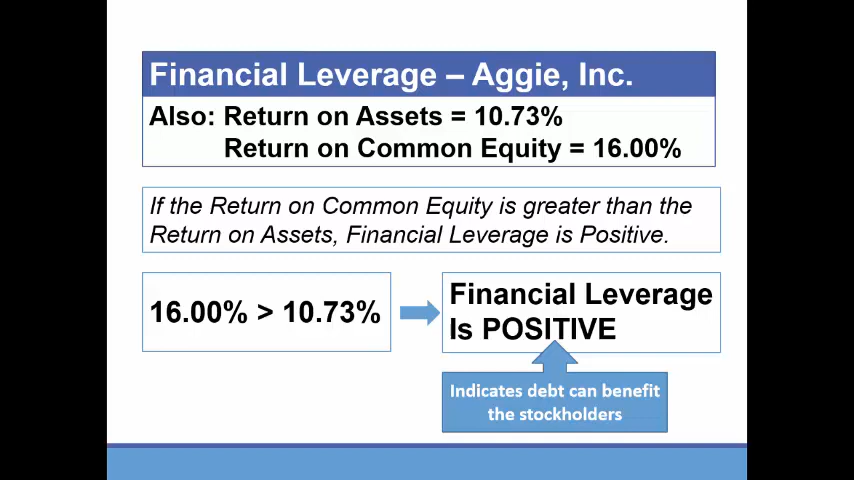 Financial Leverage – Aggie, Inc.
Also: Return on Assets = 10.73%
Return on Common Equity = 16.00%
If the Return on Common Equity is greater than the
Return on Assets, Financial Leverage is Positive.
16.00% > 10.73%
Financial Leverage
Is POSITIVE
Indicates debt can benefit
the stockholders